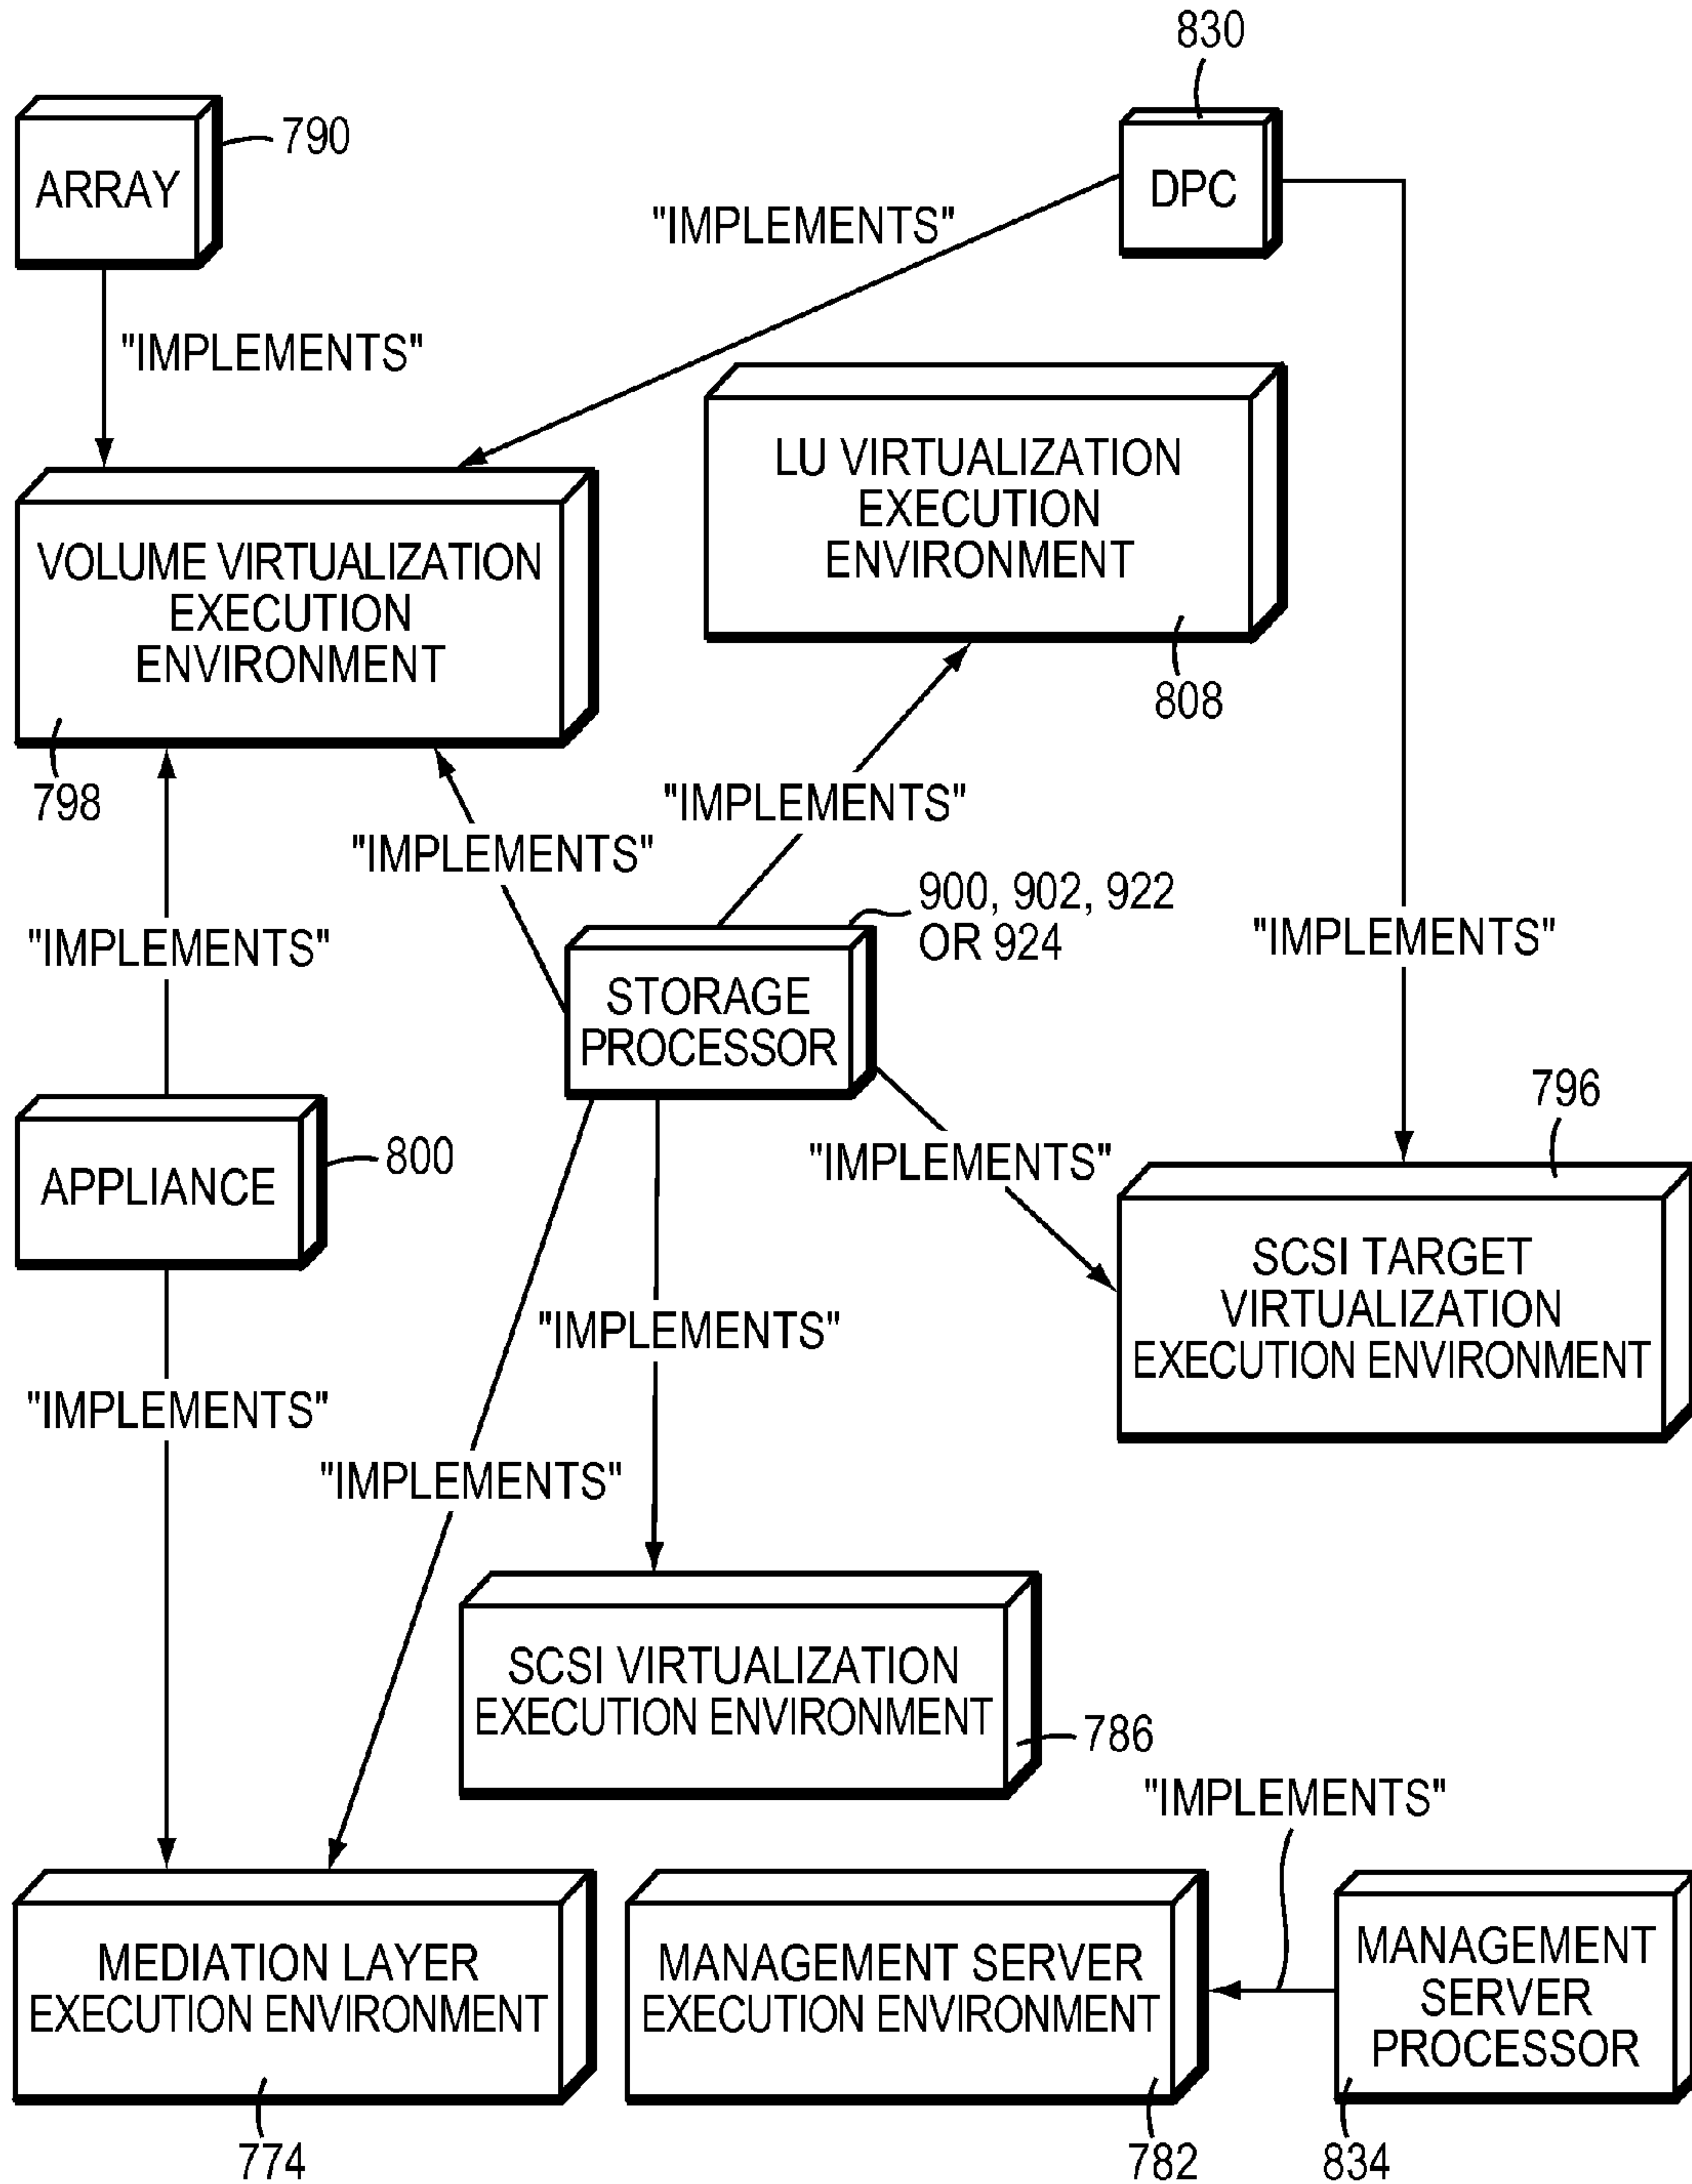 830
790
ARRAY
DPC
"IMPLEMENTS"
"IMPLEMENTS"
LU VIRTUALIZATION
EXECUTION
ENVIRONMENT
VOLUME VIRTUALIZATION
EXECUTION
ENVIRONMENT
808
798
"IMPLEMENTS"
"IMPLEMENTS"
900, 902, 922
OR 924
"IMPLEMENTS"
"IMPLEMENTS"
STORAGE
PROCESSOR
796
800
"IMPLEMENTS"
APPLIANCE
SCSI TARGET
VIRTUALIZATION
EXECUTION ENVIRONMENT
"IMPLEMENTS"
"IMPLEMENTS"
"IMPLEMENTS"
SCSI VIRTUALIZATION
EXECUTION ENVIRONMENT
786
"IMPLEMENTS"
MEDIATION LAYER
EXECUTION ENVIRONMENT
MANAGEMENT SERVER
EXECUTION ENVIRONMENT
MANAGEMENT
SERVER
PROCESSOR
774
782
834